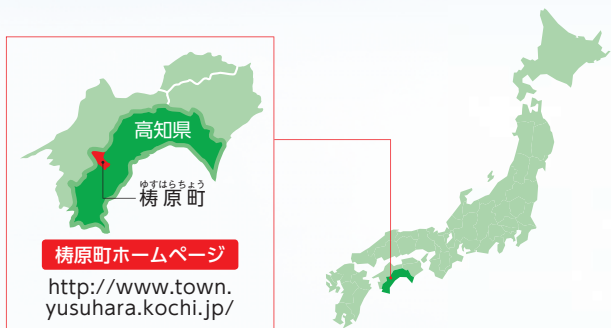 高知県
ゆすはらちょう
梼原町
梼原町ホームページ
http://www.town.
yusuhara.kochi.jp/